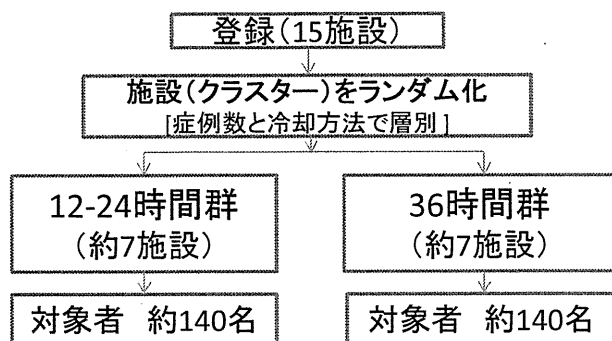 登録(15施設)
施設(クラスター)をランダム化
[症例数と冷却方法で層別]
12-24時間群
(約7施設)
36時間群
(約7施設)
対象者 約140名
対象者 約140名